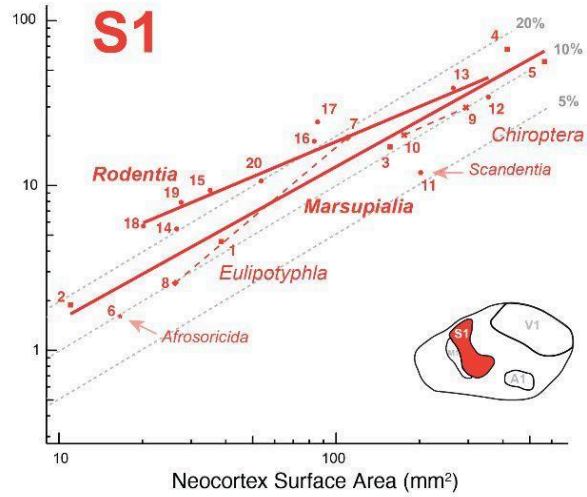 S1
100
20%
4
10%
5
13
5%
17
12
7
9
16
Chiroptera
10
3
20
Rodentia
15
11
Scandentia
19
10
Marsupialia
18
14
1
8
Eulipotyphla
2
6
Afrosoricida
V1
S1
M1
A1
1
10
100
Neocortex Surface Area (mm²)